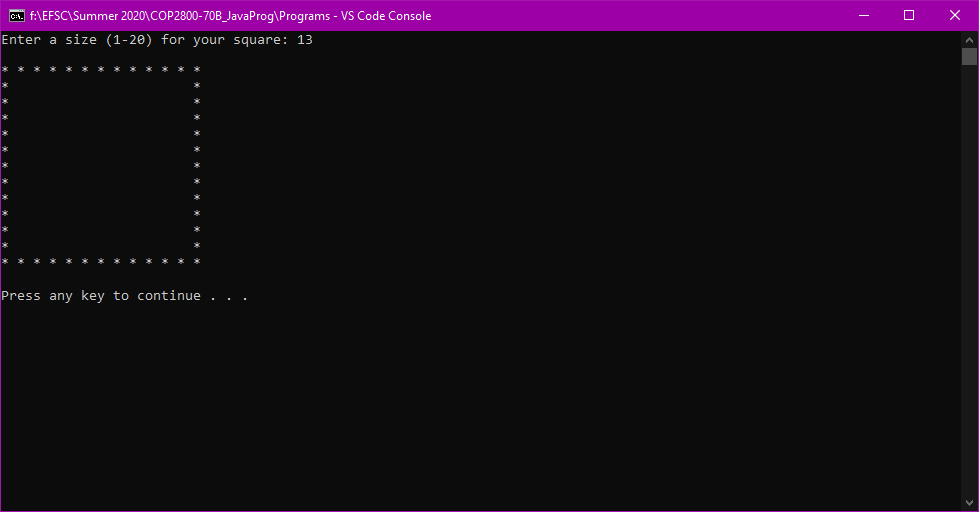 f:\EFSC\Summer 2020\COP2800-70B_JavaProg\Programs - VS Code Console
Enter a size (1-20) for your square: 13
* * * * * * * * * * * * *
*                       *
*                       *
*                       *
*                       *
*                       *
*                       *
*                       *
*                       *
*                       *
*                       *
*                       *
* * * * * * * * * * * * *
Press any key to continue . . .